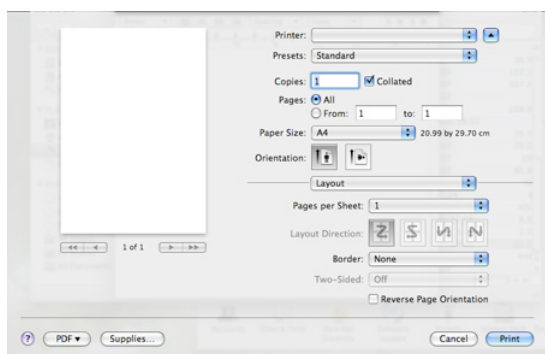 Printer:
Presets: Standard
Copies: 1 Collated
Pages: All
From: 1 to: 1
Paper Size: A4 20.99 by 29.70 cm
Orientation:
Layout
Pages per Sheet: 1
Layout Direction:
1 of 1
Border: None
Two-Sided: Off
Reverse Page Orientation
? PDF ▾ Supplies... Cancel Print